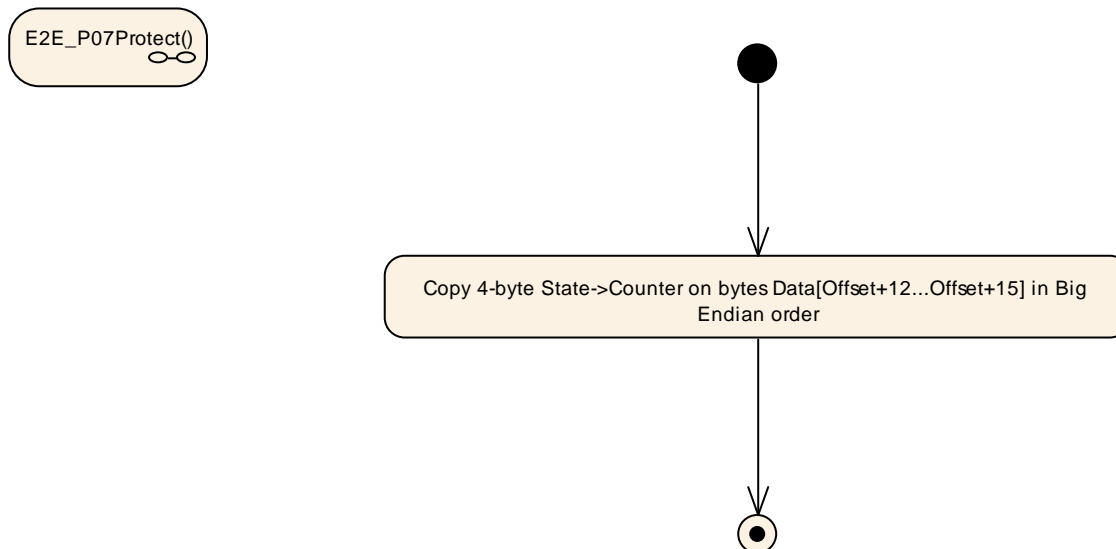 E2E_P07Protect()
Copy 4-byte State->Counter on bytes Data[Offset+12...Offset+15] in Big
Endian order